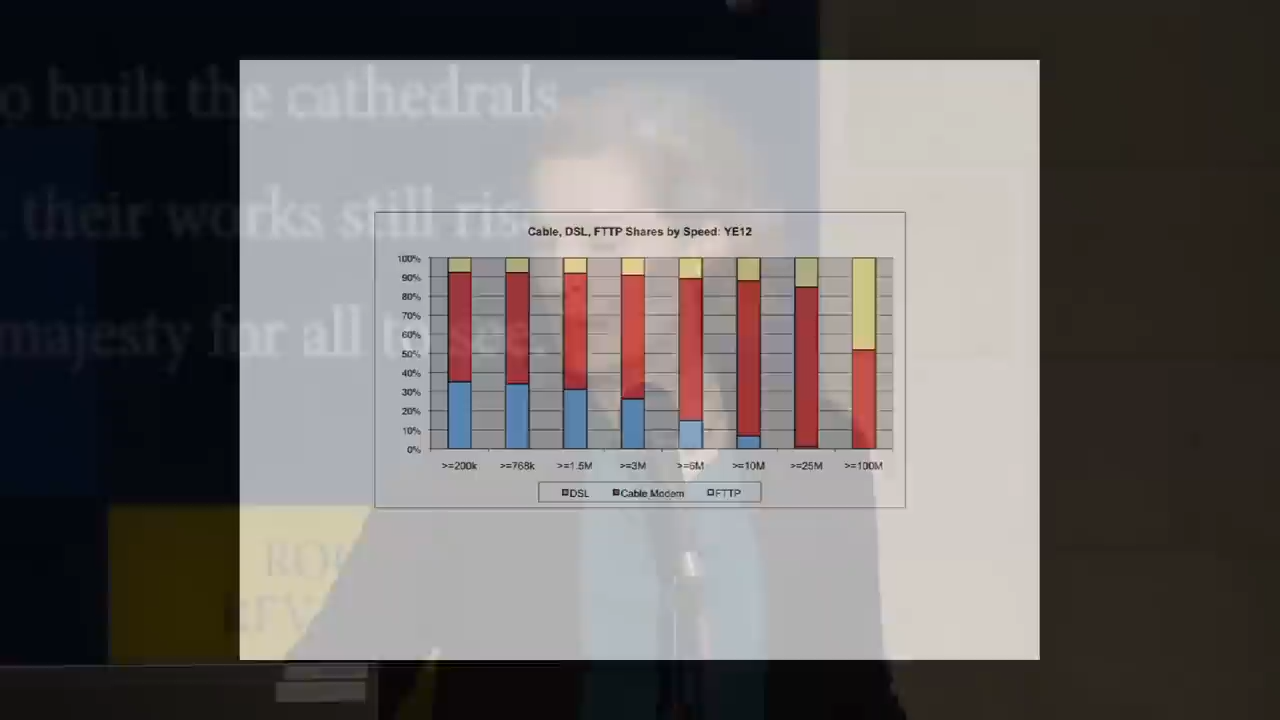 o built the cathedrals
their works still
majesty for all to see.
Cable, DSL, FTTP Shares by Speed: YE12
100%
90%
80%
70%
60%
50%
40%
30%
20%
10%
0%
>=200k >=768k >=1.5M >=3M >=6M >=10M >=25M >=100M
DSL Cable Modem FTTP